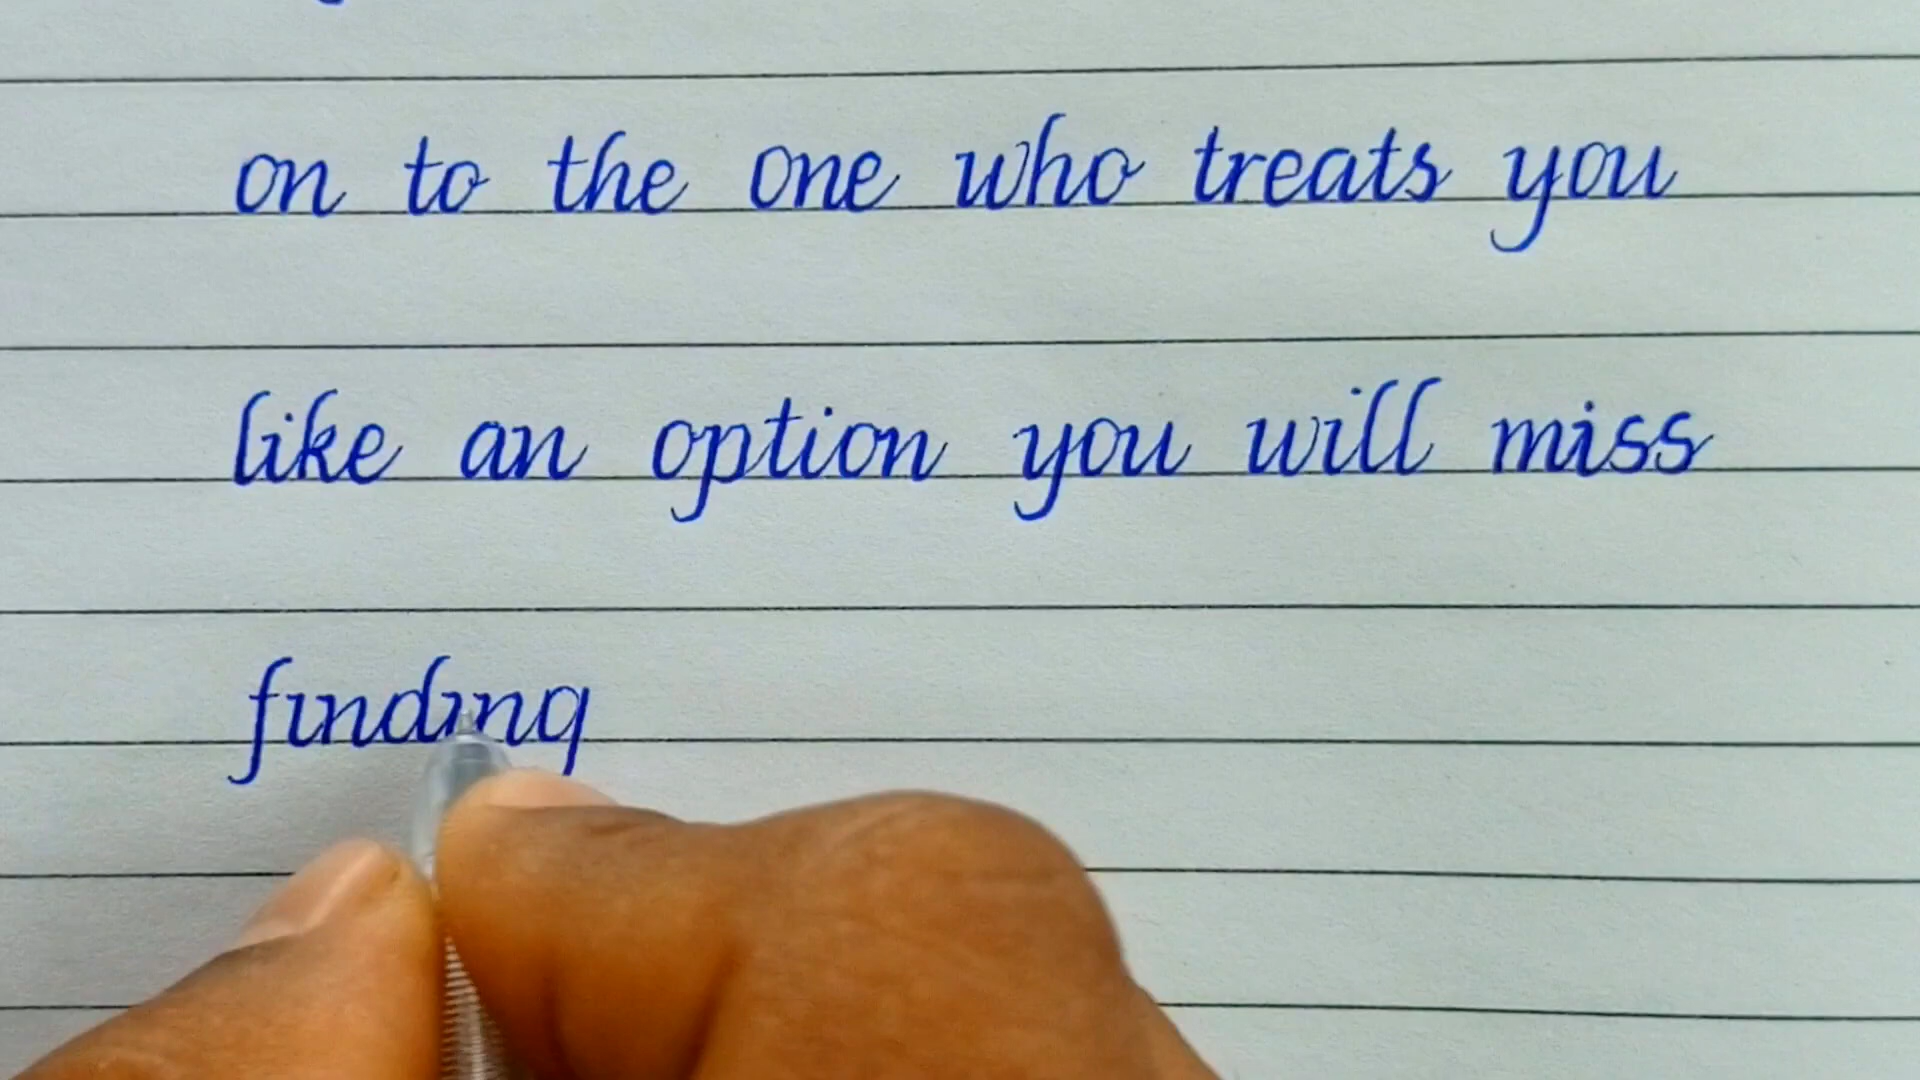 on to the one who treats you
like an option you will miss
finding